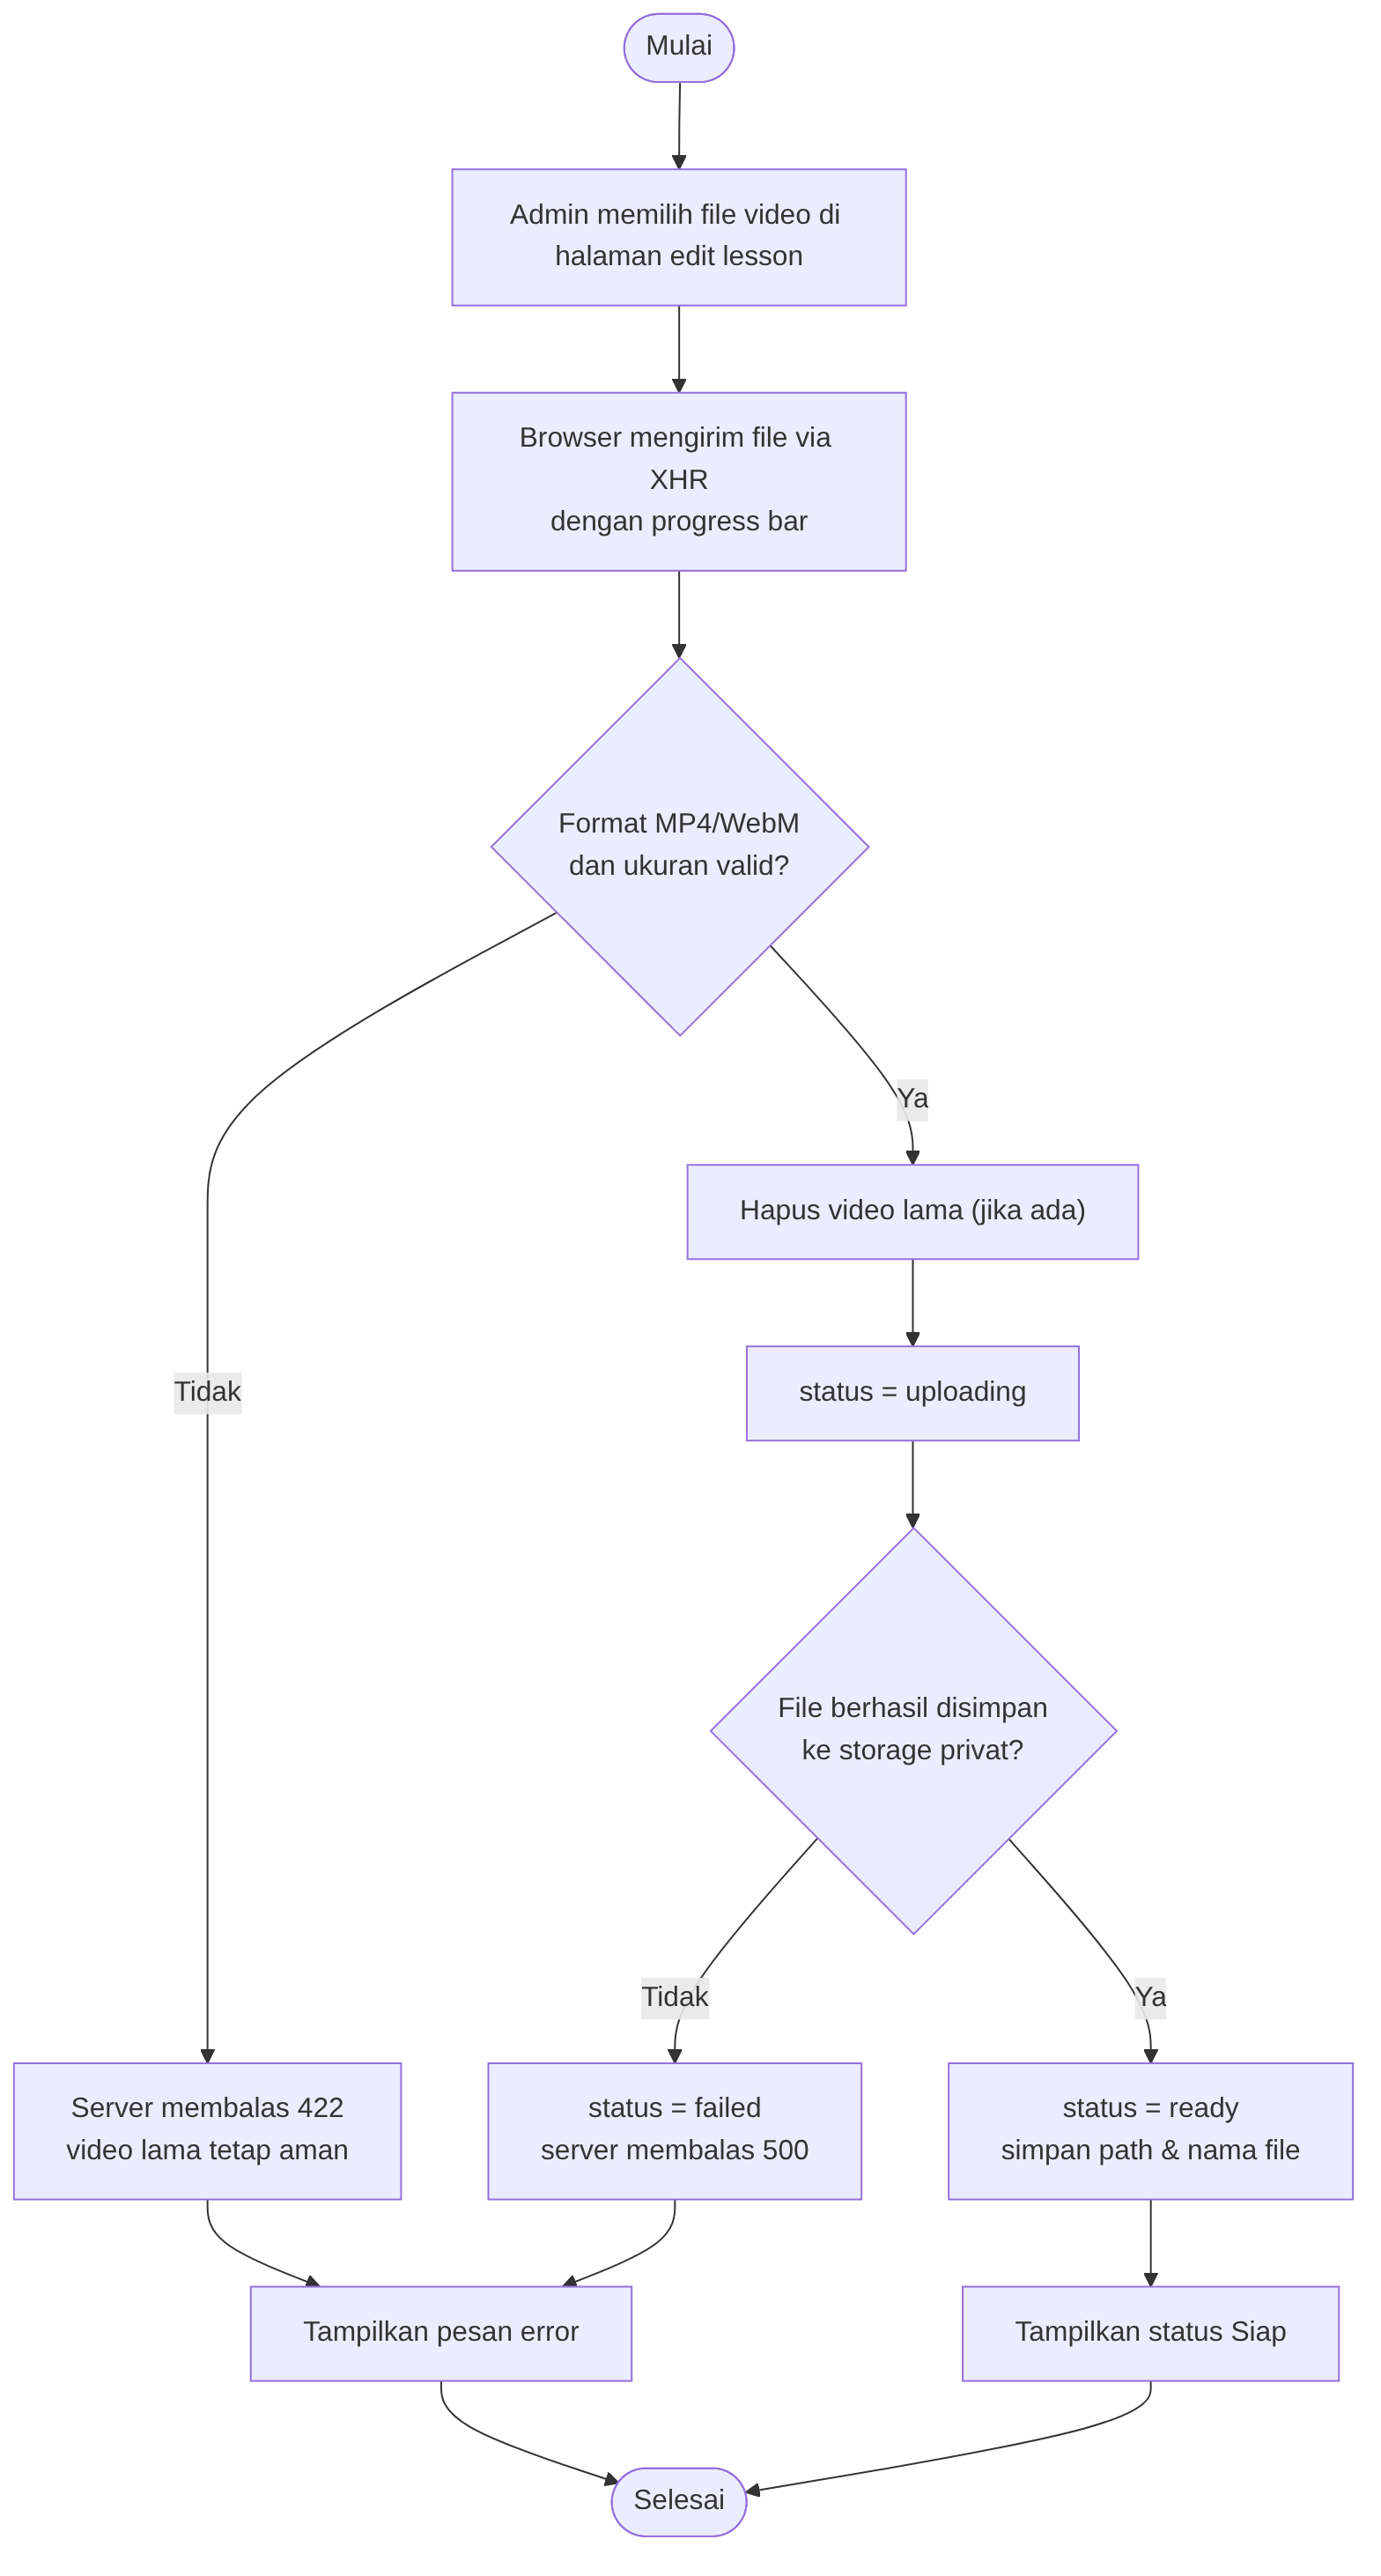 Mulai
Admin memilih file video di
halaman edit lesson
Browser mengirim file via
XHR
dengan progress bar
Format MP4/WebM
dan ukuran valid?
Ya
Hapus video lama (jika ada)
Tidak
status = uploading
File berhasil disimpan
ke storage privat?
Tidak
Ya
Server membalas 422
video lama tetap aman
status = failed
server membalas 500
status = ready
simpan path & nama file
Tampilkan pesan error
Tampilkan status Siap
Selesai